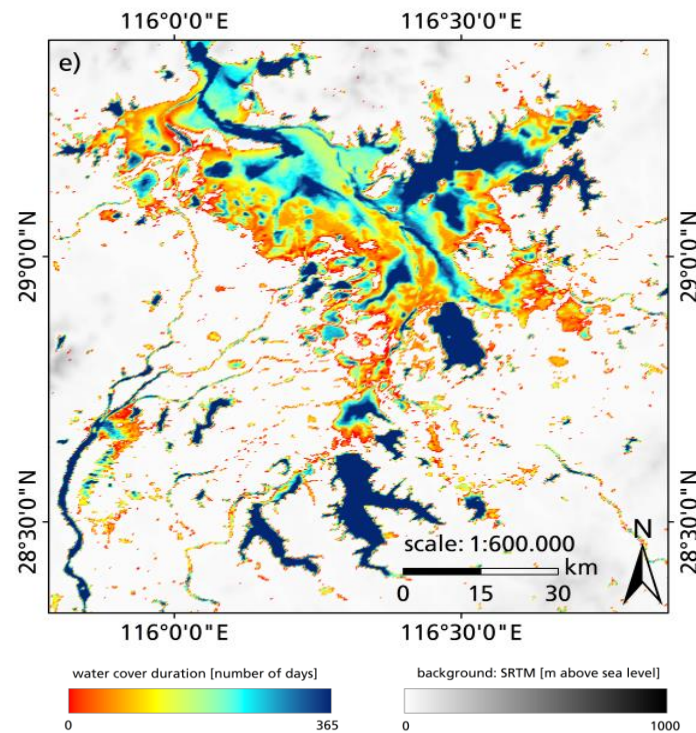 116°0'0"E 116°30'0"E
e)
29°0'0"N 29°0'0"N
28°30'0"N 28°30'0"N
N
scale: 1:600.000
km
0 15 30
116°0'0"E 116°30'0"E
water cover duration [number of days] background: SRTM [m above sea level]
0 365 0 1000